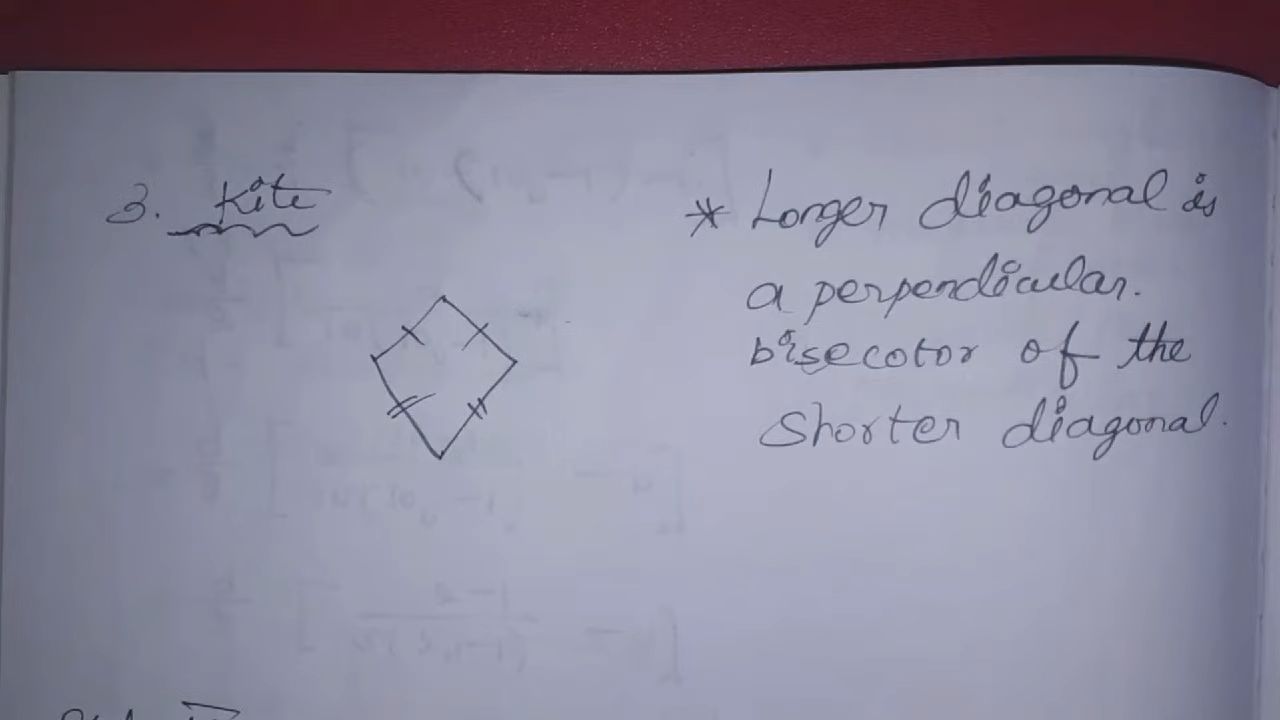 3. Kite
* Longer diagonal is
a perpendicular.
bisecotor of the
shorter diagonal.